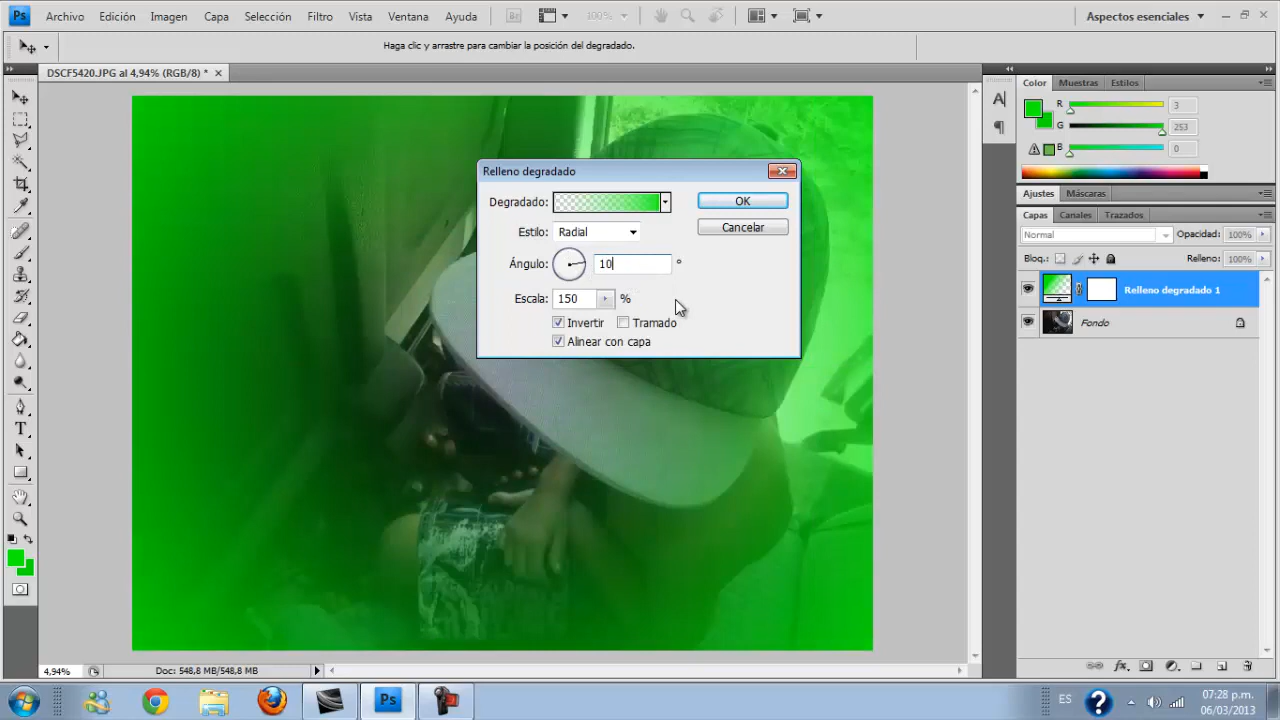 Ps Archivo Edición Imagen Capa Selección Filtro Vista Ventana Ayuda Br 100% Aspectos esenciales
Haga clic y arrastre para cambiar la posición del degradado.
DSCF5420.JPG al 4,94% (RGB/8) *
Color Muestras Estilos
R 3
G 253
B 0
Ajustes Máscaras
Capas Canales Trazados
Normal Opacidad: 100%
Bloq.: Relleno: 100%
Relleno degradado 1
Fondo
Relleno degradado
Degradado: OK
Estilo: Radial Cancelar
Ángulo: 10 °
Escala: 150 %
Invertir Tramado
Alinear con capa
4,94% Doc: 548,8 MB/548,8 MB
Ps ES ? 07:28 p.m.
06/03/2013